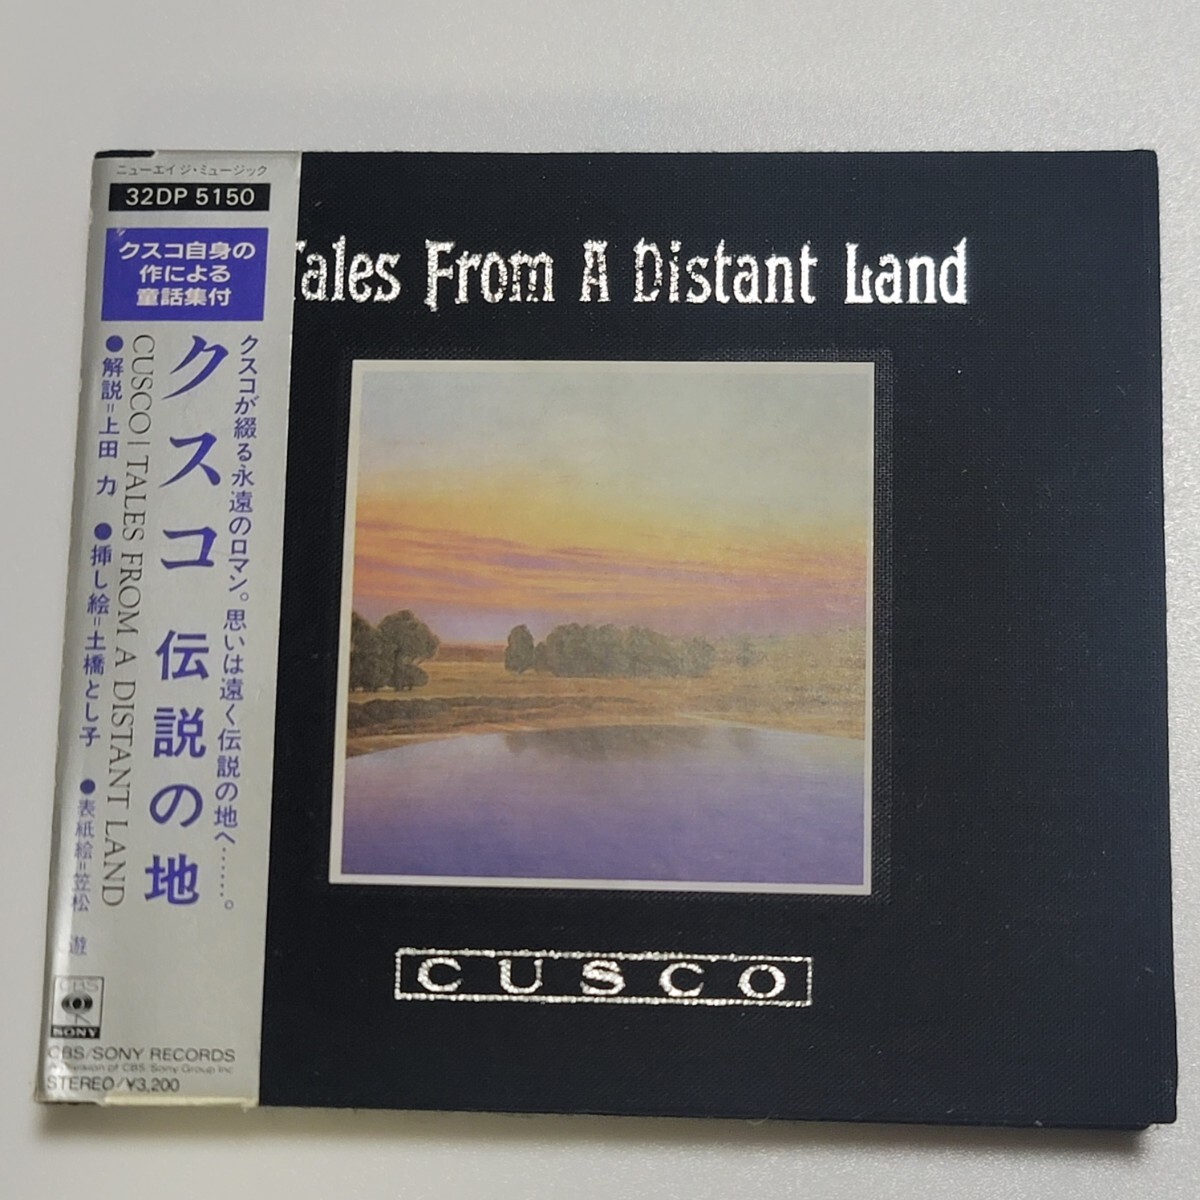 ニューエイジ・ミュージック
32DP 5150
クスコ自身の
作による
童話集付
クスコが綴る永遠のロマン。思いは遠く伝説の地へ……。
クスコ 伝説の地
CUSCO | TALES FROM A DISTANT LAND
●解説=上田 力 ●挿し絵=土橋とし子 ●表紙絵=笠松 遊
CBS
SONY
CBS/SONY RECORDS
A division of CBS/Sony Group Inc
STEREO/¥3,200
Tales From A Distant Land
CUSCO